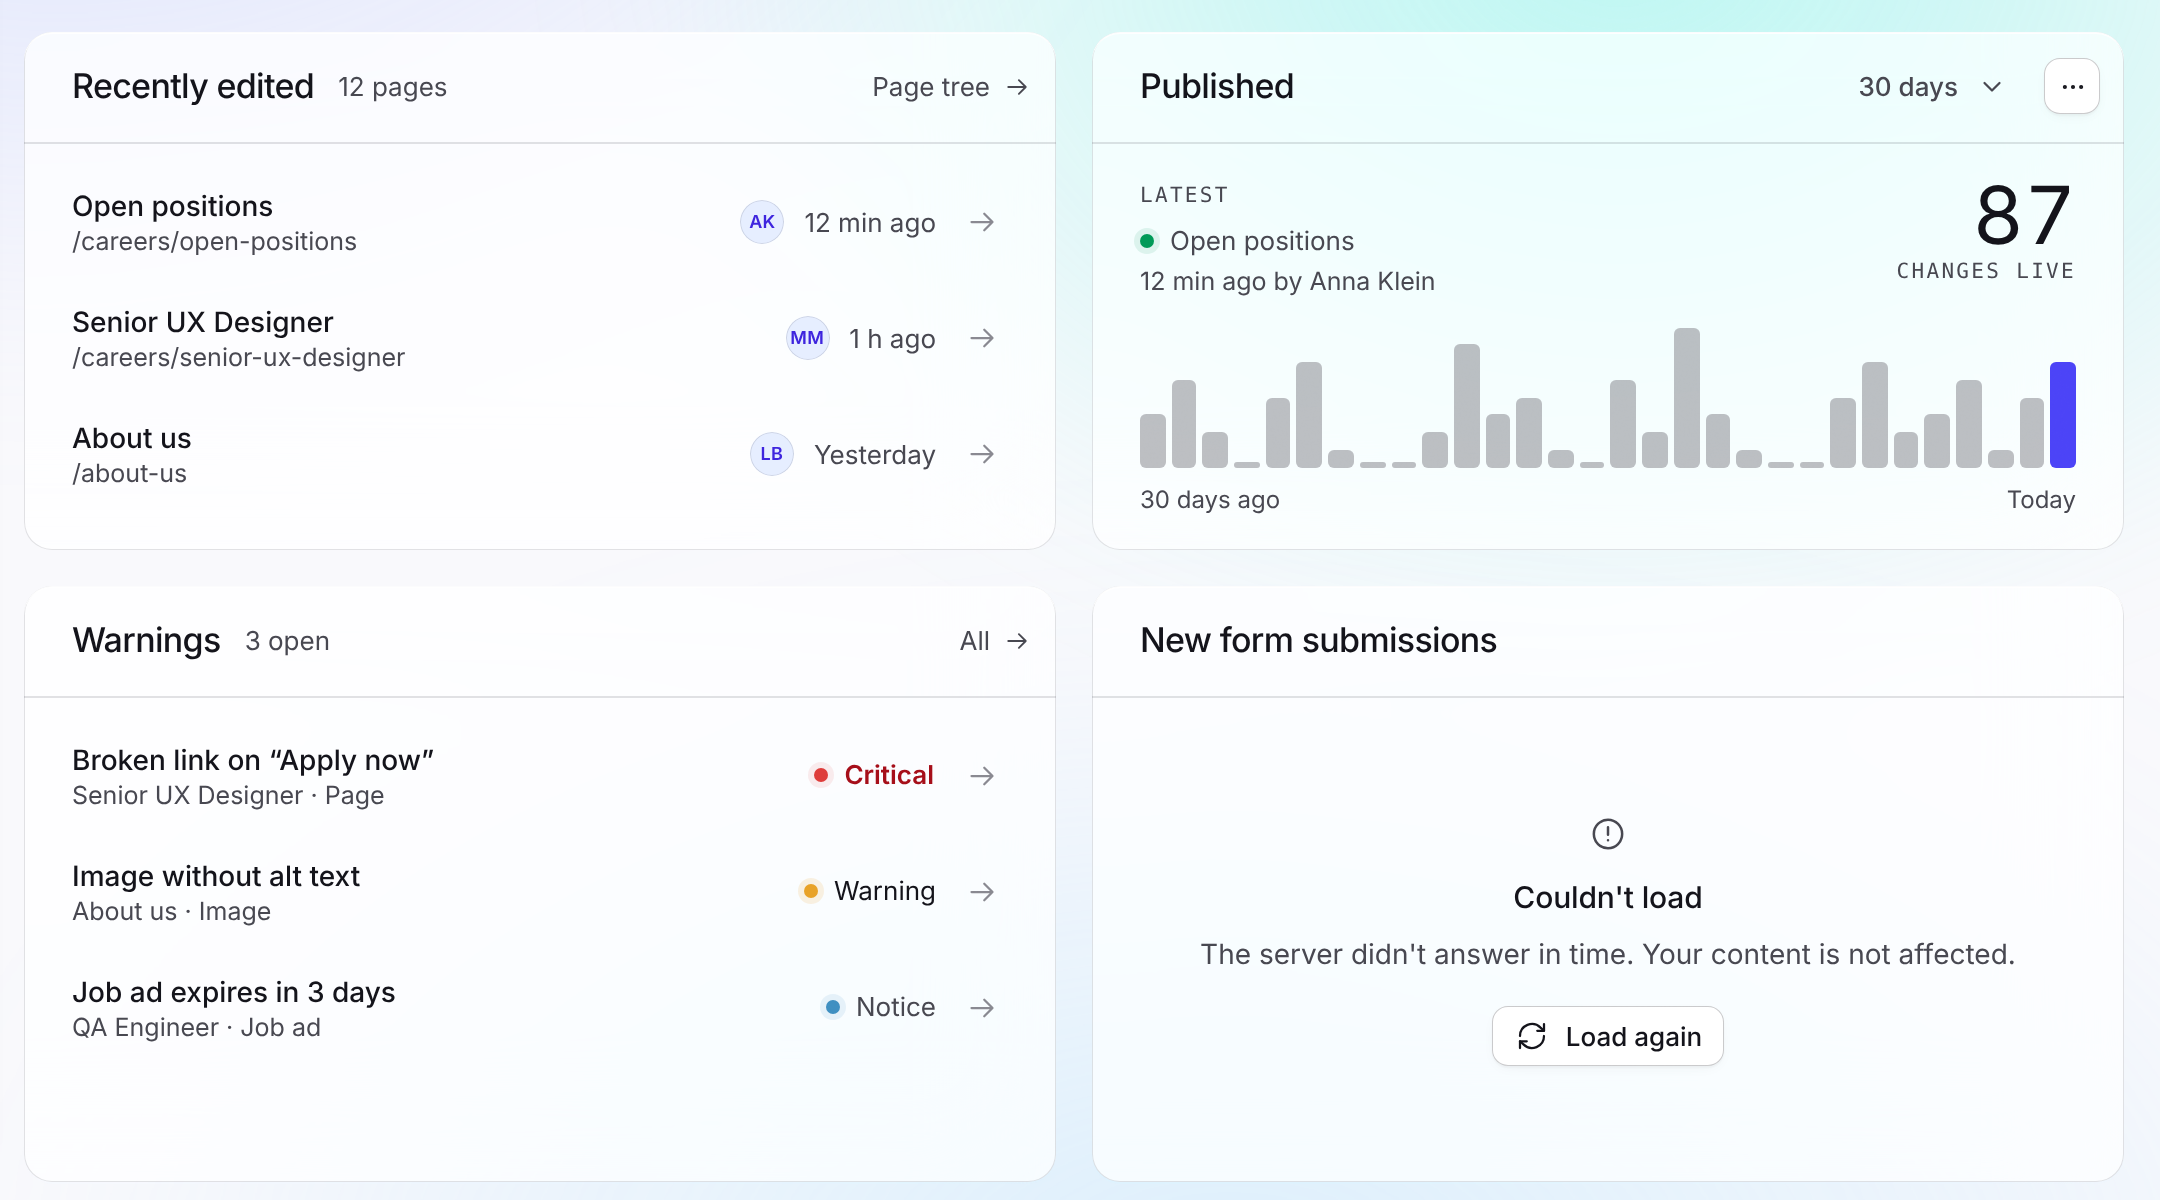 Recently edited 12 pages Page tree
Open positions
/careers/open-positions
AK 12 min ago
Senior UX Designer
/careers/senior-ux-designer
MM 1 h ago
About us
/about-us
LB Yesterday
Published 30 days
LATEST
Open positions
12 min ago by Anna Klein
87
CHANGES LIVE
30 days ago Today
Warnings 3 open All
Broken link on “Apply now”
Senior UX Designer · Page
Critical
Image without alt text
About us · Image
Warning
Job ad expires in 3 days
QA Engineer · Job ad
Notice
New form submissions
Couldn't load
The server didn't answer in time. Your content is not affected.
Load again